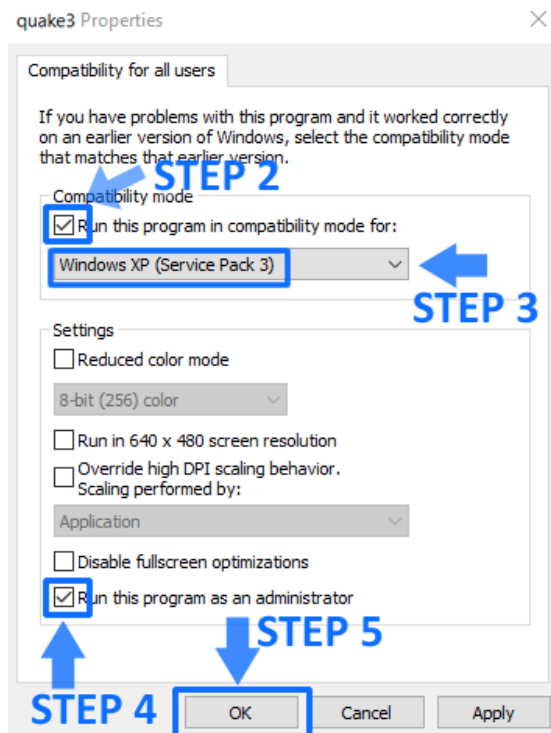 quake3 Properties
Compatibility for all users
If you have problems with this program and it worked correctly
on an earlier version of Windows, select the compatibility mode
that matches that earlier version.
STEP 2
Compatibility mode
Run this program in compatibility mode for:
Windows XP (Service Pack 3)
STEP 3
Settings
Reduced color mode
8-bit (256) color
Run in 640 x 480 screen resolution
Override high DPI scaling behavior.
Scaling performed by:
Application
Disable fullscreen optimizations
Run this program as an administrator
STEP 5
STEP 4
OK
Cancel
Apply